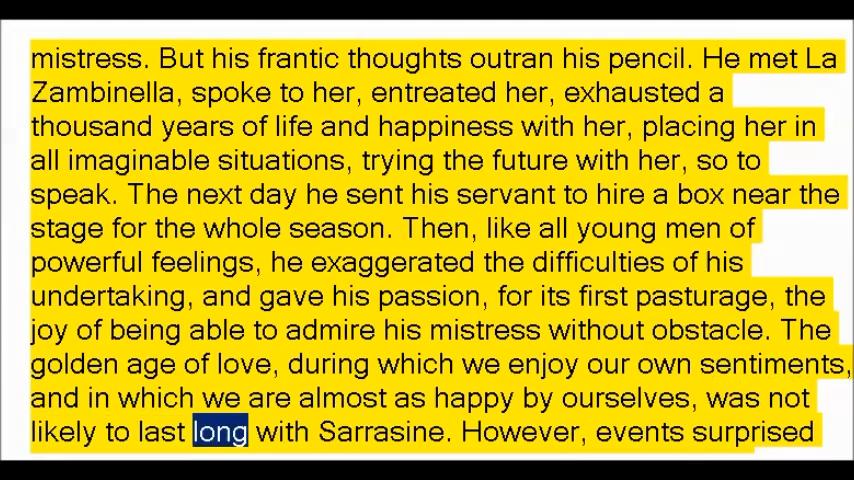 mistress. But his frantic thoughts outran his pencil. He met La
Zambinella, spoke to her, entreated her, exhausted a
thousand years of life and happiness with her, placing her in
all imaginable situations, trying the future with her, so to
speak. The next day he sent his servant to hire a box near the
stage for the whole season. Then, like all young men of
powerful feelings, he exaggerated the difficulties of his
undertaking, and gave his passion, for its first pasturage, the
joy of being able to admire his mistress without obstacle. The
golden age of love, during which we enjoy our own sentiments,
and in which we are almost as happy by ourselves, was not
likely to last long with Sarrasine. However, events surprised